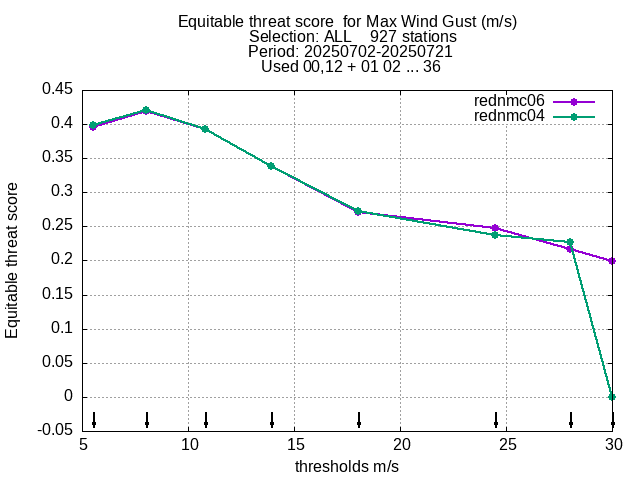 Equitable threat score  for Max Wind Gust (m/s)
Selection: ALL    927 stations
Period: 20250702-20250721
Used 00,12 + 01 02 ... 36
rednmc06
rednmc04
0.45
0.4
0.35
0.3
0.25
0.2
0.15
0.1
0.05
0
-0.05
Equitable threat score
5 10 15 20 25 30
thresholds m/s